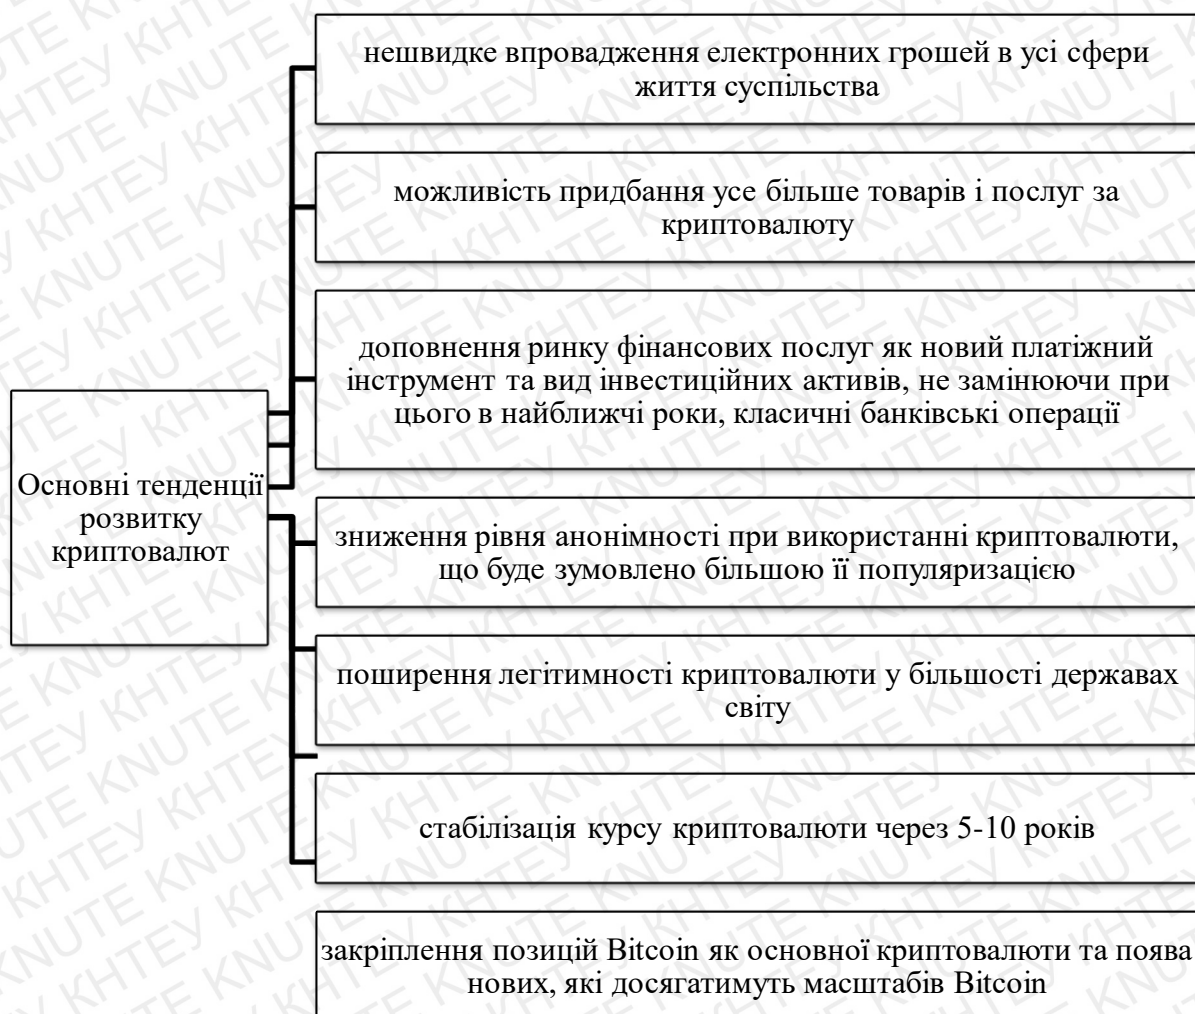 нешвидке впровадження електронних грошей в усі сфери
життя суспільства
можливість придбання усе більше товарів і послуг за
криптовалюту
доповнення ринку фінансових послуг як новий платіжний
інструмент та вид інвестиційних активів, не замінюючи при
цього в найближчі роки, класичні банківські операції
Основні тенденції
розвитку
криптовалют
зниження рівня анонімності при використанні криптовалюти,
що буде зумовлено більшою її популяризацією
поширення легітимності криптовалюти у більшості державах
світу
стабілізація курсу криптовалюти через 5-10 років
закріплення позицій Bitcoin як основної криптовалюти та поява
нових, які досягатимуть масштабів Bitcoin